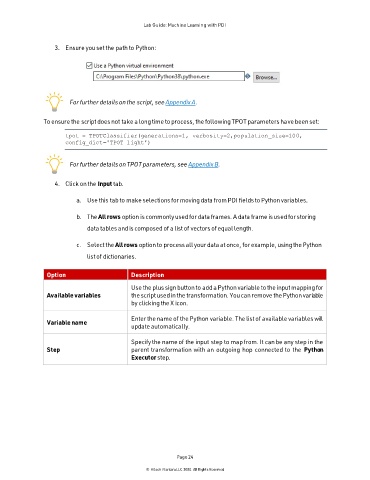 Lab Guide: Machine Learning with PDI
3. Ensure you set the path to Python:
Use a Python virtual environment
C:\Program Files\Python\Python38\python.exe
Browse...
For further details on the script, see Appendix A.
To ensure the script does not take a long time to process, the following TPOT parameters have been set:
tpot = TPOTClassifier(generations=1, verbosity=2,population_size=100,
config_dict='TPOT light')
For further details on TPOT parameters, see Appendix B.
4. Click on the Input tab.
a. Use this tab to make selections for moving data from PDI fields to Python variables.
b. The All rows option is commonly used for data frames. A data frame is used for storing
data tables and is composed of a list of vectors of equal length.
c. Select the All rows option to process all your data at once, for example, using the Python
list of dictionaries.
Option Description
Available variables
Use the plus sign button to add a Python variable to the input mapping for
the script used in the transformation. You can remove the Python variable
by clicking the X icon.
Variable name
Enter the name of the Python variable. The list of available variables will
update automatically.
Step
Specify the name of the input step to map from. It can be any step in the
parent transformation with an outgoing hop connected to the Python
Executor step.
Page 24
© Hitachi Vantara LLC 2020. All Rights Reserved